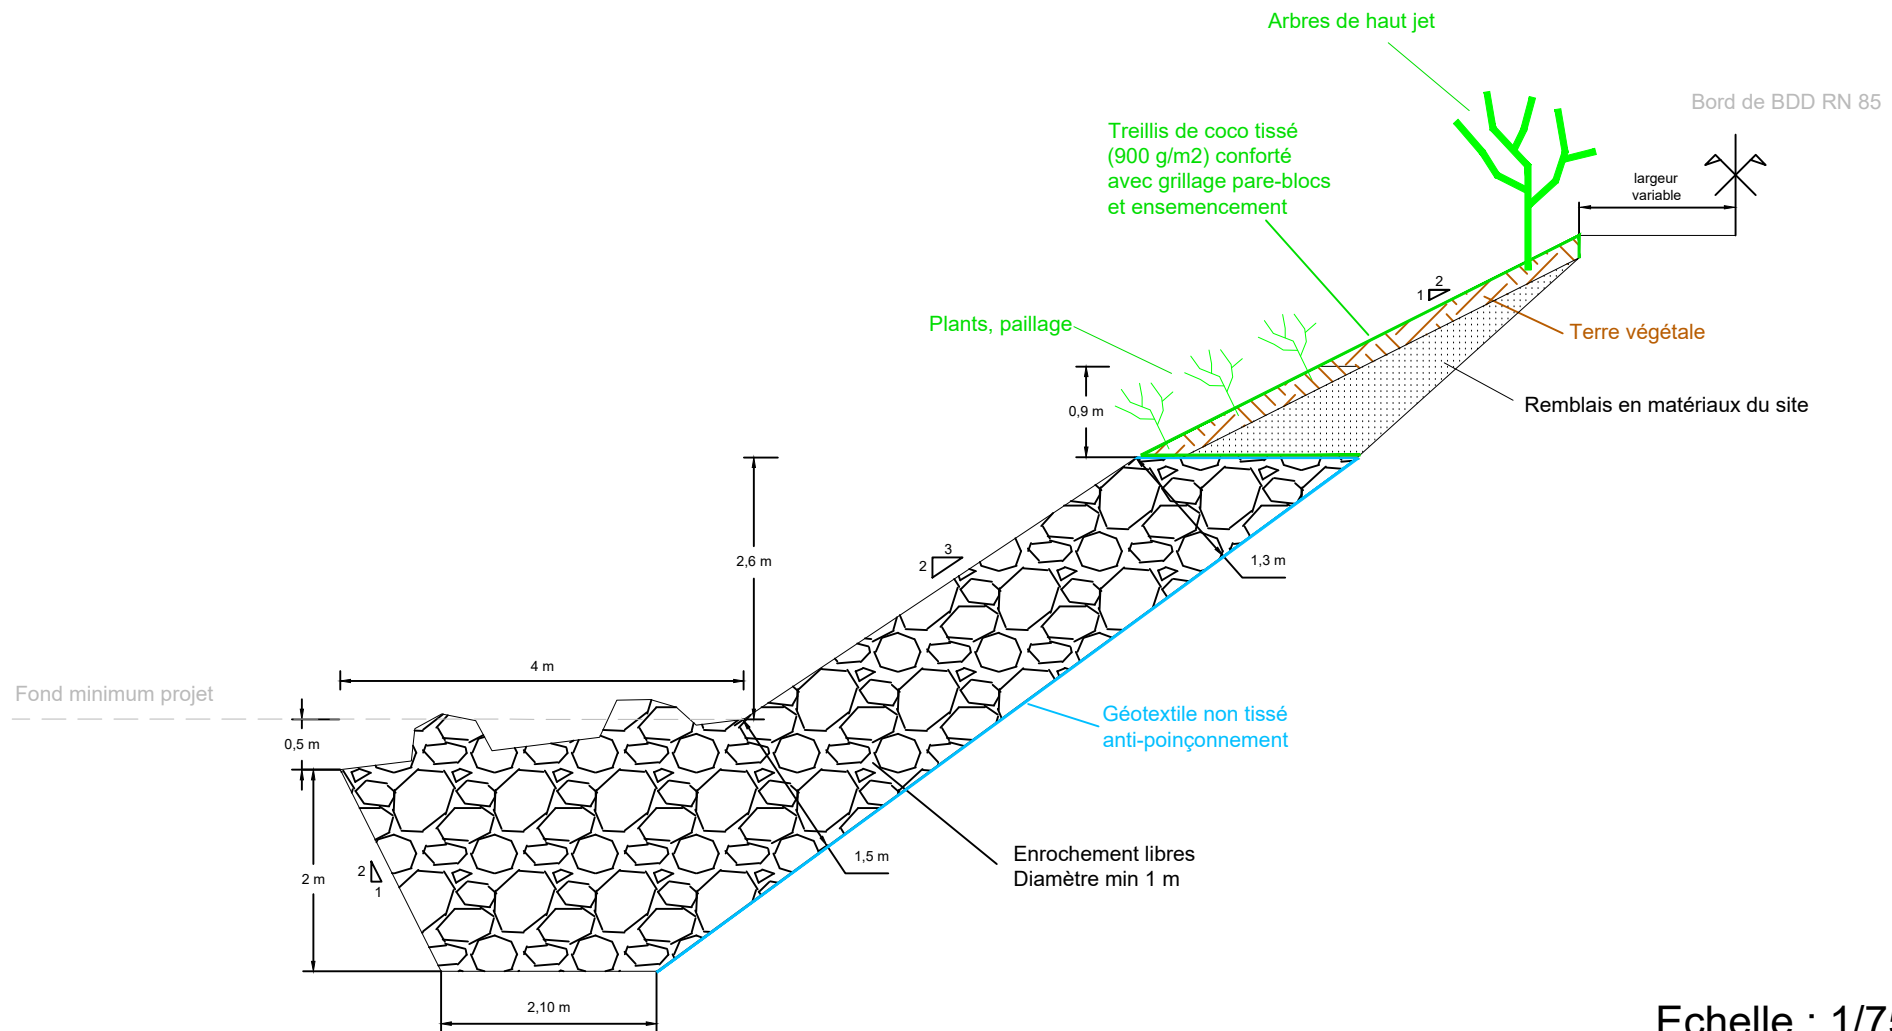 Arbres de haut jet
Bord de BDD RN 85
Treillis de coco tissé
(900 g/m2) conforté
avec grillage pare-blocs
et ensemencement
largeur
variable
2
1
Plants, paillage
Terre végétale
0,9 m
Remblais en matériaux du site
2,6 m
3
2
1,3 m
4 m
Fond minimum projet
0,5 m
Géotextile non tissé
anti-poinçonnement
2 m
2
1
1,5 m
Enrochement libres
Diamètre min 1 m
2,10 m
Echelle : 1/75